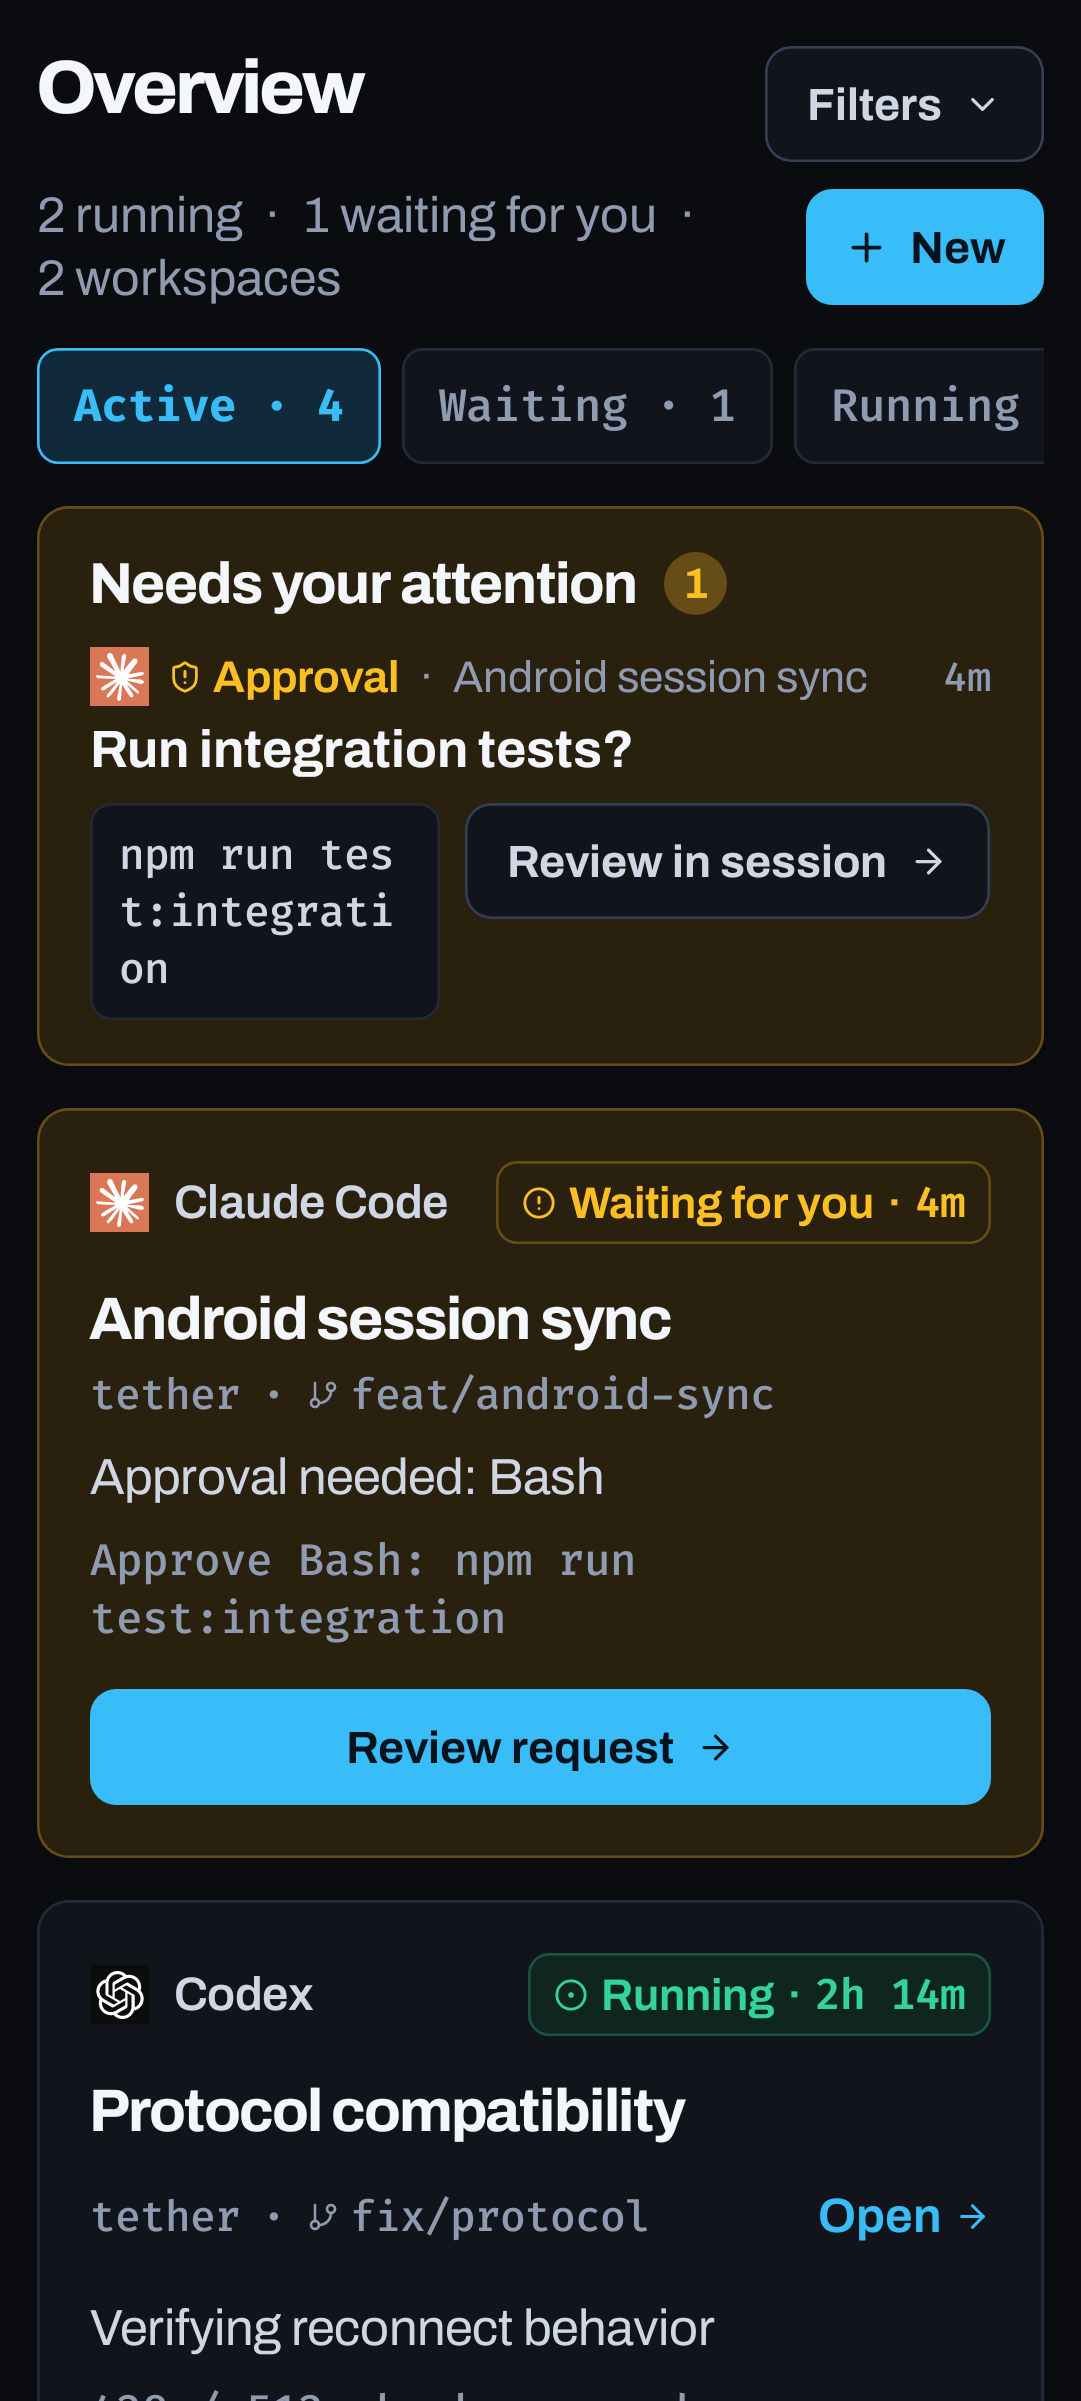 Overview
Filters
2 running · 1 waiting for you ·
2 workspaces
New
Active · 4
Waiting · 1
Running
Needs your attention 1
Approval · Android session sync 4m
Run integration tests?
npm run tes
t:integrati
on
Review in session →
Claude Code
Waiting for you · 4m
Android session sync
tether · feat/android-sync
Approval needed: Bash
Approve Bash: npm run
test:integration
Review request →
Codex
Running · 2h 14m
Protocol compatibility
tether · fix/protocol
Open →
Verifying reconnect behavior